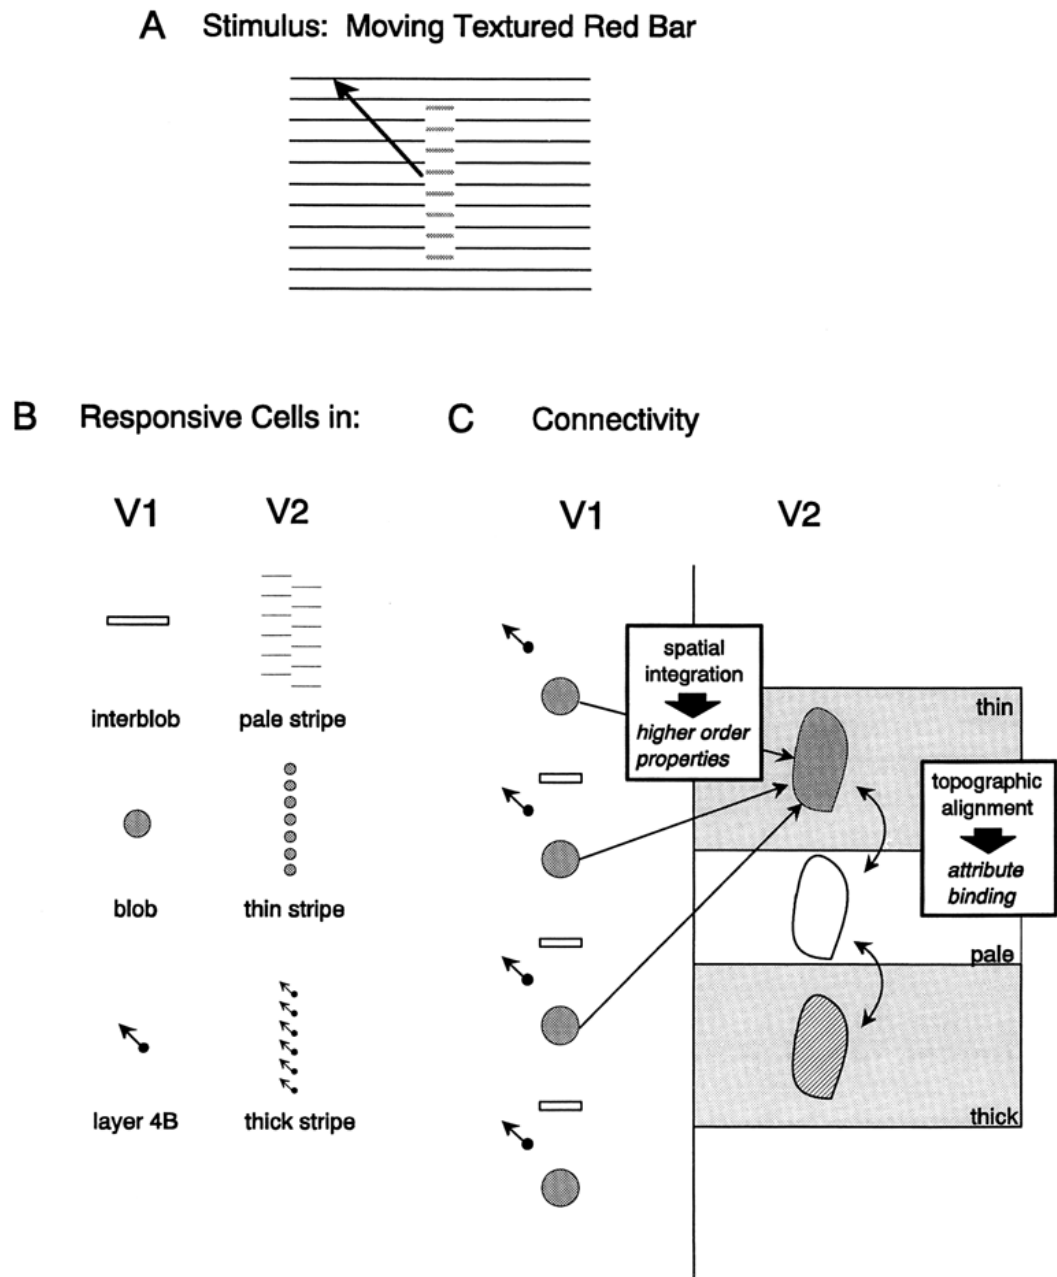 A Stimulus: Moving Textured Red Bar
B Responsive Cells in:
V1 V2
interblob pale stripe
blob thin stripe
layer 4B thick stripe
C Connectivity
V1 V2
spatial
integration
higher order
properties
thin
topographic
alignment
attribute
binding
pale
thick